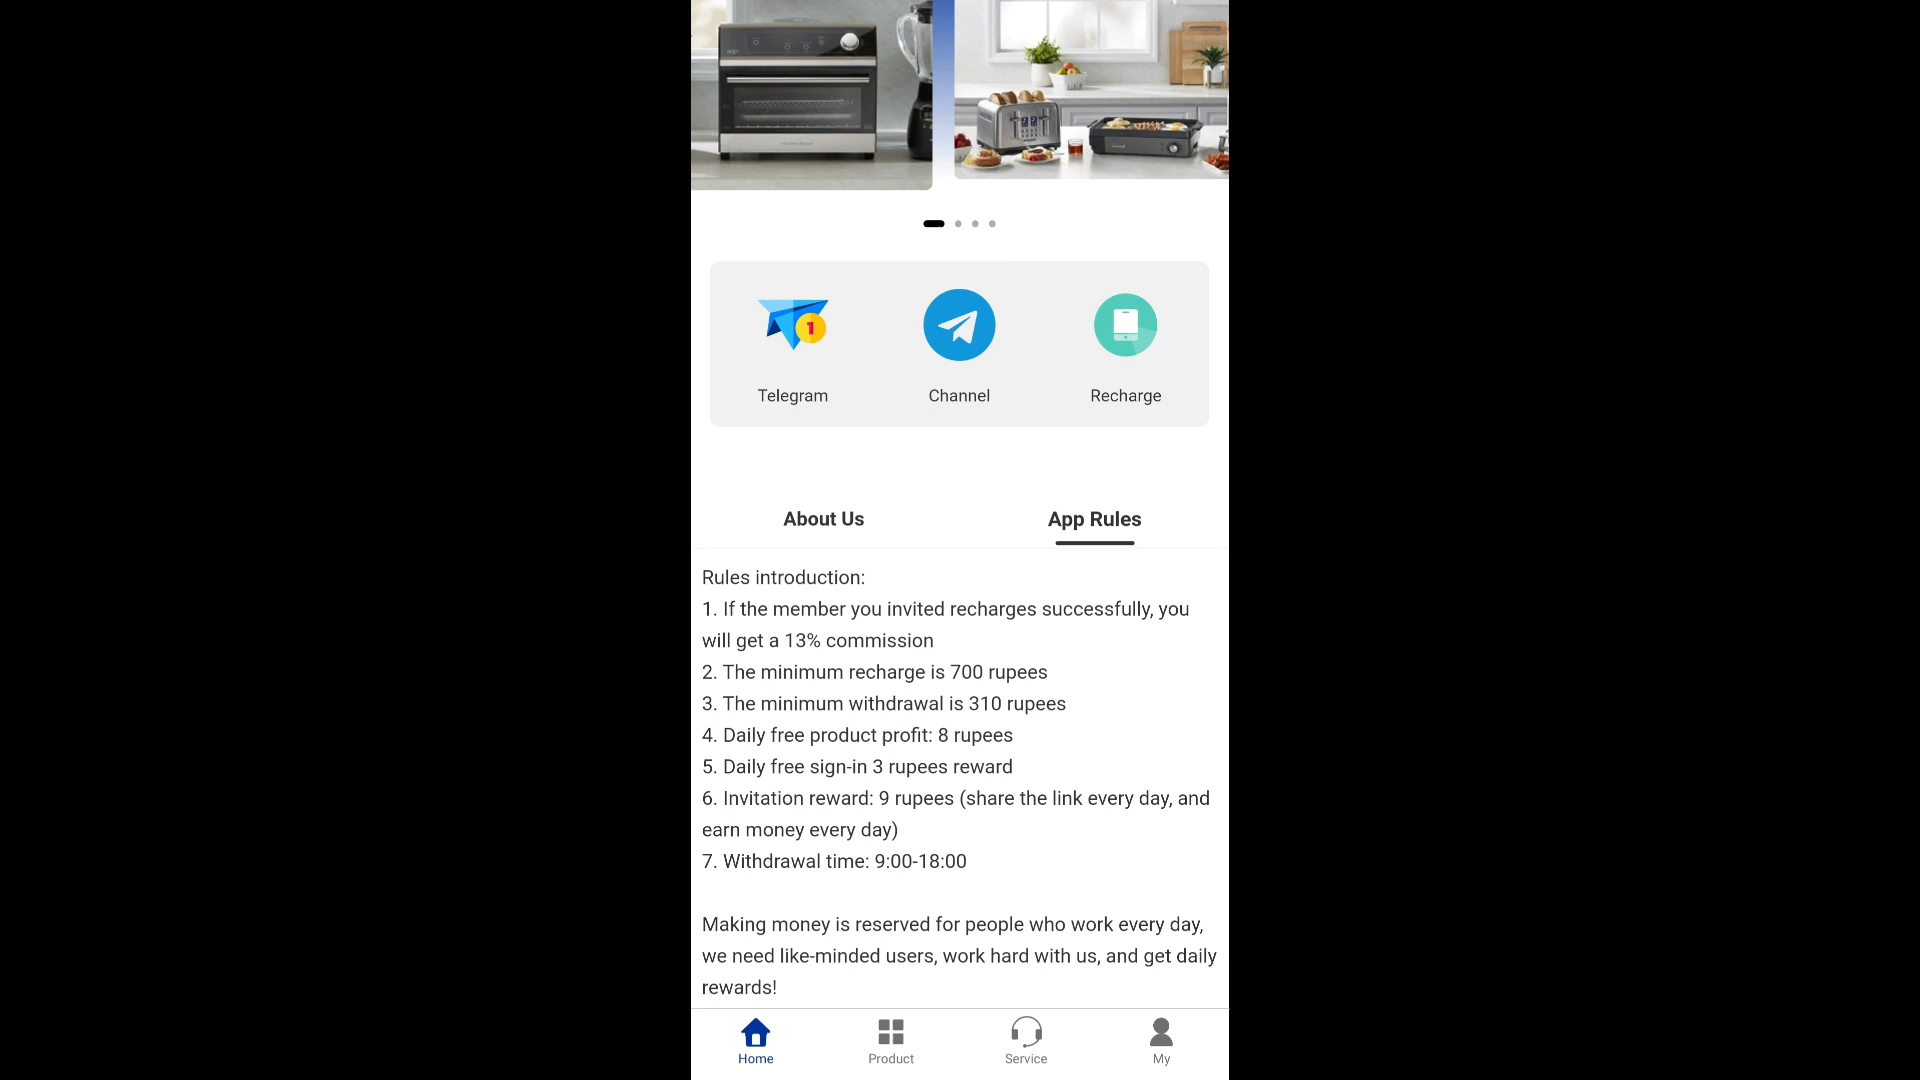 1
Telegram
Channel
Recharge
About Us
App Rules
Rules introduction:
1. If the member you invited recharges successfully, you
will get a 13% commission
2. The minimum recharge is 700 rupees
3. The minimum withdrawal is 310 rupees
4. Daily free product profit: 8 rupees
5. Daily free sign-in 3 rupees reward
6. Invitation reward: 9 rupees (share the link every day, and
earn money every day)
7. Withdrawal time: 9:00-18:00
Making money is reserved for people who work every day,
we need like-minded users, work hard with us, and get daily
rewards!
Home
Product
Service
My